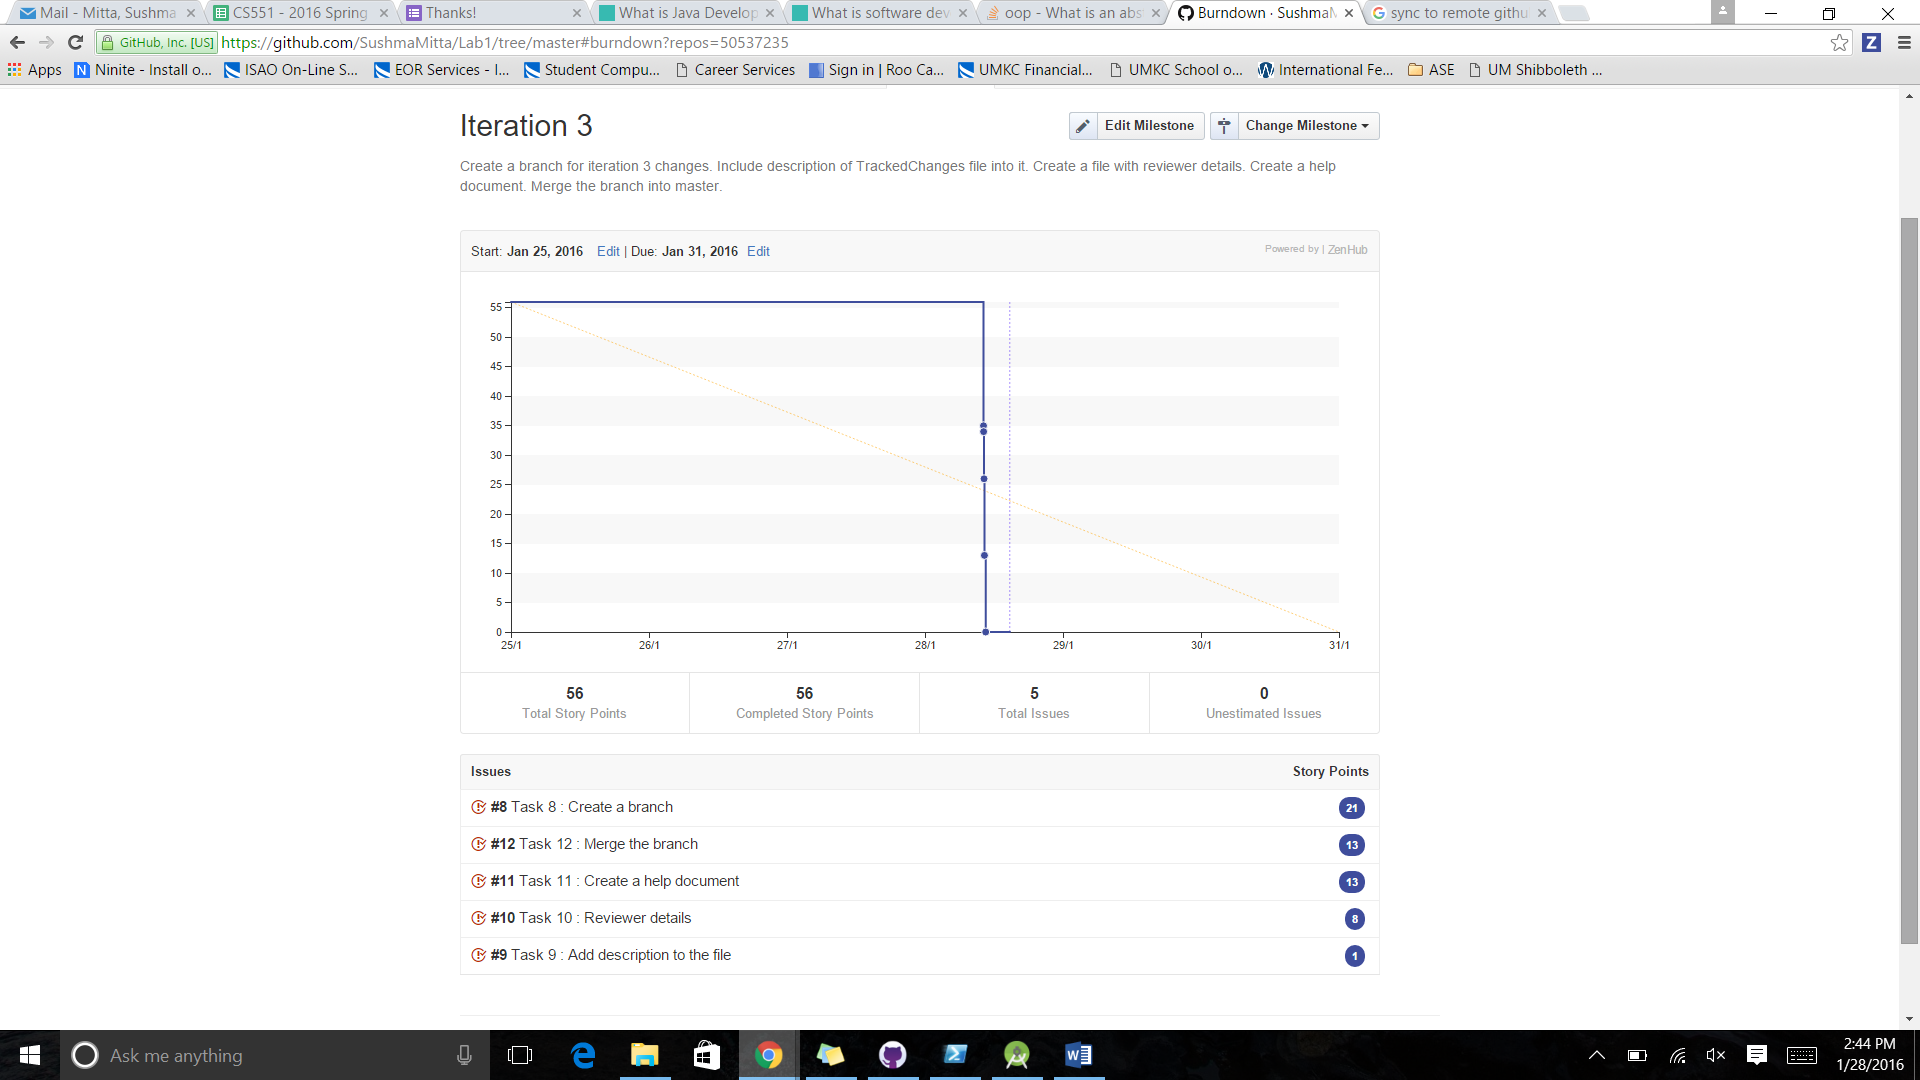 Mail - Mitta, Sushma
CS551 - 2016 Spring
Thanks!
What is Java Develop
What is software dev
oop - What is an abs
Burndown · SushmaM
sync to remote githu
GitHub, Inc. [US] https://github.com/SushmaMitta/Lab1/tree/master#burndown?repos=50537235
Apps
Ninite - Install o...
ISAO On-Line S...
EOR Services - I...
Student Compu...
Career Services
Sign in | Roo Ca...
UMKC Financial...
UMKC School o...
International Fe...
ASE
UM Shibboleth ...
Iteration 3
Edit Milestone
Change Milestone
Create a branch for iteration 3 changes. Include description of TrackedChanges file into it. Create a file with reviewer details. Create a help
document. Merge the branch into master.
Start: Jan 25, 2016 Edit | Due: Jan 31, 2016 Edit
Powered by | ZenHub
55
50
45
40
35
30
25
20
15
10
5
0
25/1 26/1 27/1 28/1 29/1 30/1 31/1
56 56 5 0
Total Story Points Completed Story Points Total Issues Unestimated Issues
Issues Story Points
#8 Task 8 : Create a branch 21
#12 Task 12 : Merge the branch 13
#11 Task 11 : Create a help document 13
#10 Task 10 : Reviewer details 8
#9 Task 9 : Add description to the file 1
Ask me anything
2:44 PM
1/28/2016